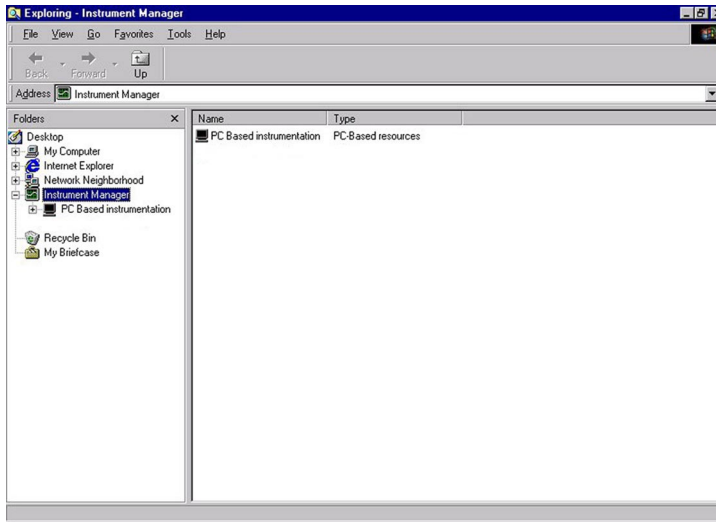 Exploring - Instrument Manager
File View Go Favorites Tools Help
Back Forward Up
Address Instrument Manager
Folders
Name Type
Desktop
PC Based instrumentation PC-Based resources
My Computer
Internet Explorer
Network Neighborhood
Instrument Manager
PC Based instrumentation
Recycle Bin
My Briefcase